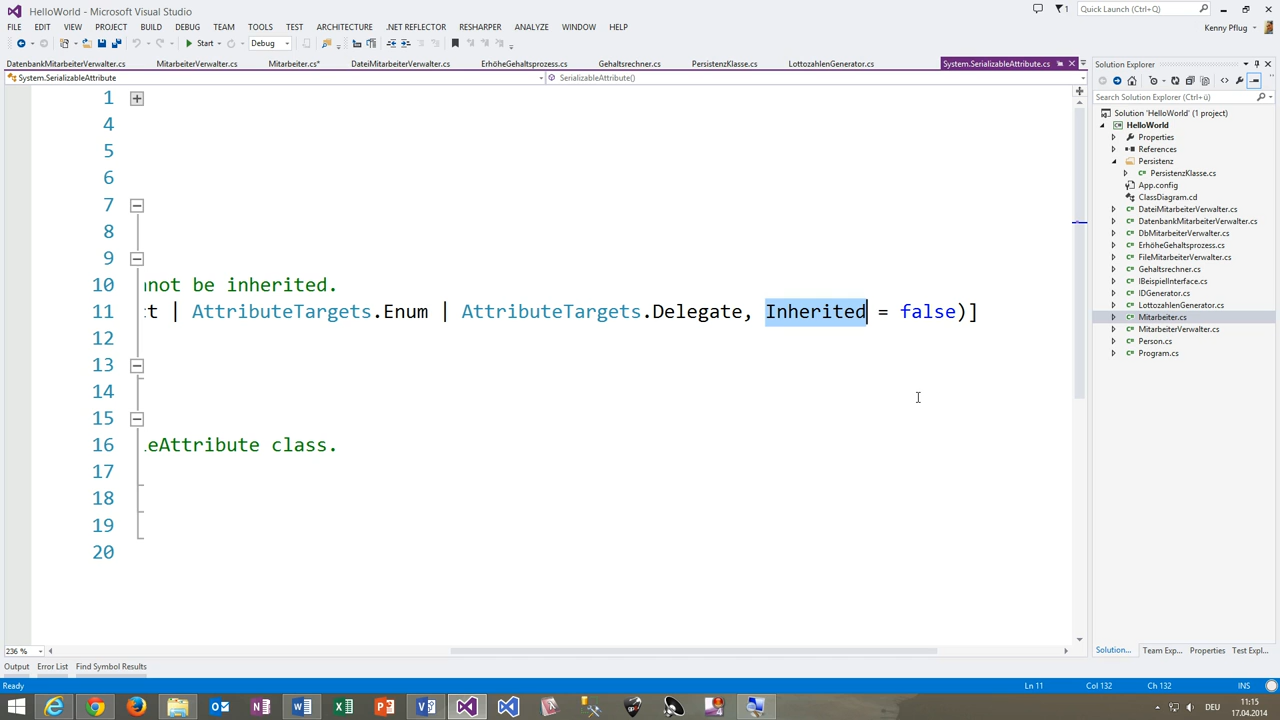 HelloWorld - Microsoft Visual Studio
1
Quick Launch (Ctrl+Q)
FILE EDIT VIEW PROJECT BUILD DEBUG TEAM TOOLS TEST ARCHITECTURE .NET REFLECTOR RESHARPER ANALYZE WINDOW HELP
Kenny Pflug
Start Debug
DatenbankMitarbeiterVerwalter.cs MitarbeiterVerwalter.cs Mitarbeiter.cs* DateiMitarbeiterVerwalter.cs ErhöheGehaltsprozess.cs Gehaltsrechner.cs PersistenzKlasse.cs LottozahlenGenerator.cs System.SerializableAttribute.cs
System.SerializableAttribute SerializableAttribute()
1
4
5
6
7
8
9
10 not be inherited.
11 t | AttributeTargets.Enum | AttributeTargets.Delegate, Inherited = false)]
12
13
14
15
16 eAttribute class.
17
18
19
20
236 %
Solution Explorer
Search Solution Explorer (Ctrl+ü)
Solution 'HelloWorld' (1 project)
HelloWorld
Properties
References
Persistenz
PersistenzKlasse.cs
App.config
ClassDiagram.cd
DateiMitarbeiterVerwalter.cs
DatenbankMitarbeiterVerwalter.cs
DbMitarbeiterVerwalter.cs
ErhöheGehaltsprozess.cs
FileMitarbeiterVerwalter.cs
Gehaltsrechner.cs
IBeispielInterface.cs
IDGenerator.cs
LottozahlenGenerator.cs
Mitarbeiter.cs
MitarbeiterVerwalter.cs
Person.cs
Program.cs
Solution... Team Exp... Properties Test Expl...
Output Error List Find Symbol Results
Ready Ln 11 Col 132 Ch 132 INS
DEU
11:15
17.04.2014